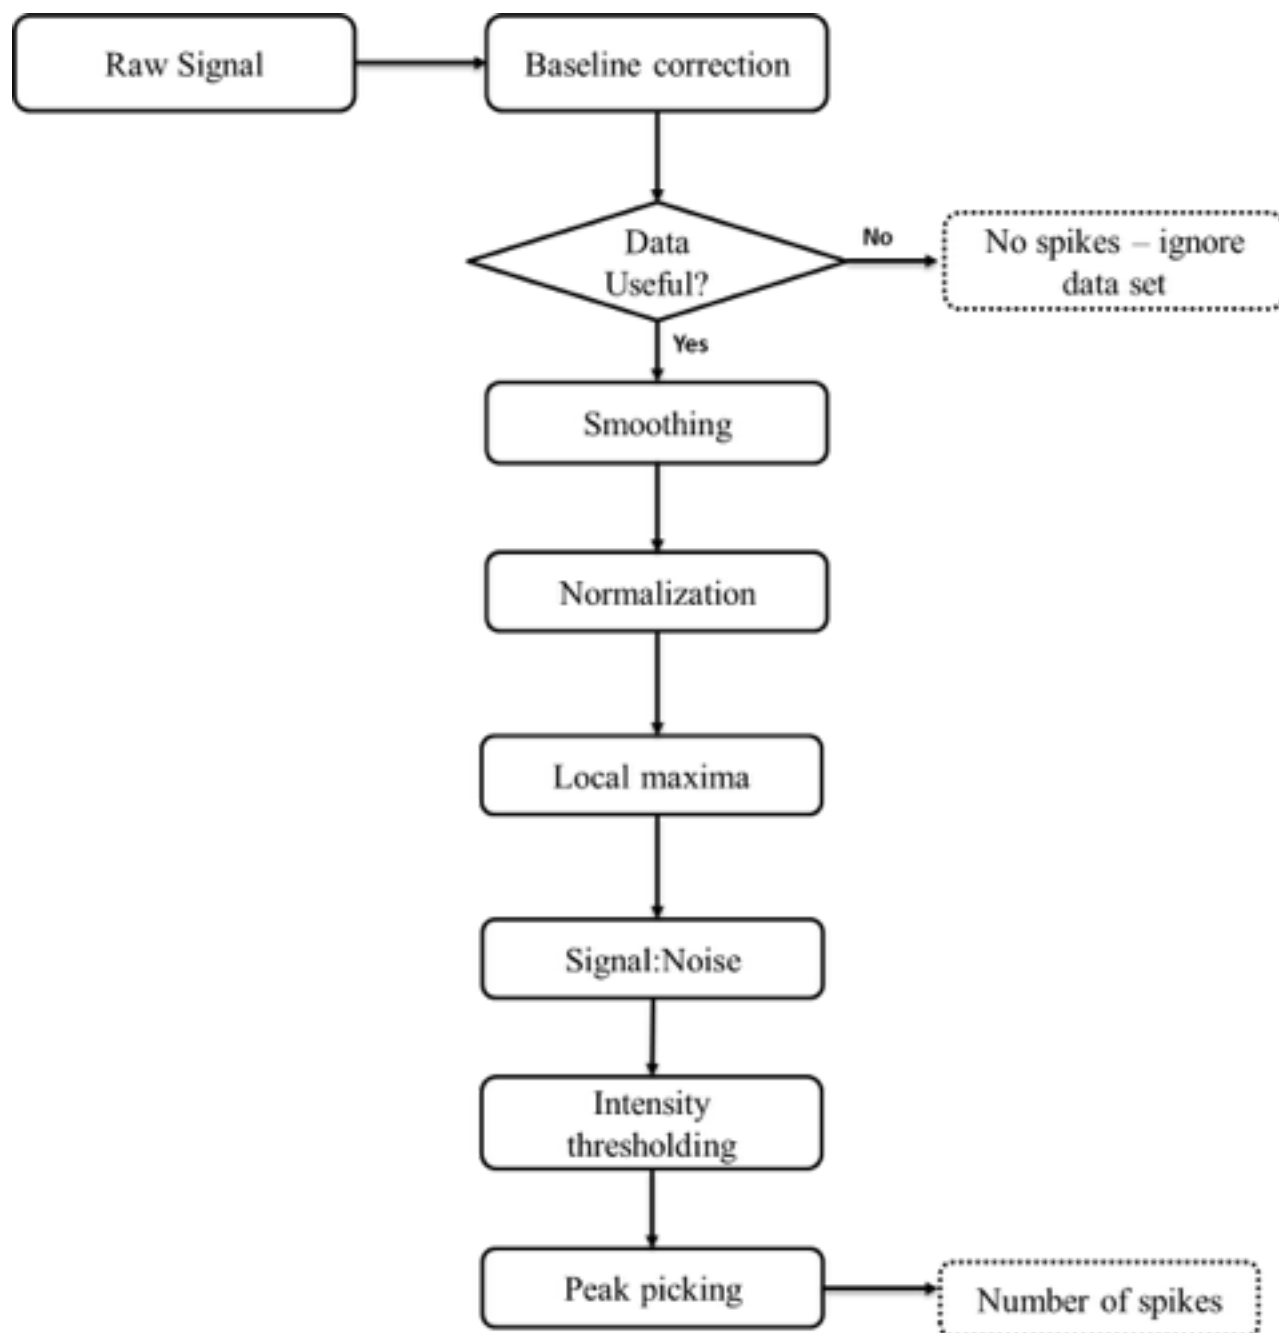 Raw Signal
Baseline correction
Data
Useful?
No
No spikes – ignore
data set
Yes
Smoothing
Normalization
Local maxima
Signal:Noise
Intensity
thresholding
Peak picking
Number of spikes